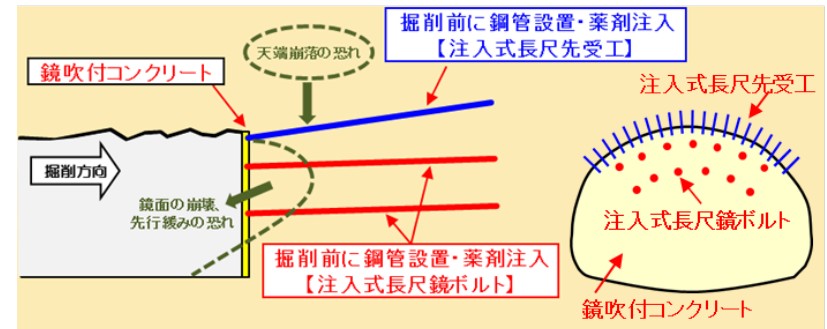 掘削前に鋼管設置・薬剤注入
【注入式長尺先受工】
天端崩落の恐れ
鏡吹付コンクリート
注入式長尺先受工
掘削方向
鏡面の崩壊、
先行緩みの恐れ
注入式長尺鏡ボルト
掘削前に鋼管設置・薬剤注入
【注入式長尺鏡ボルト】
鏡吹付コンクリート